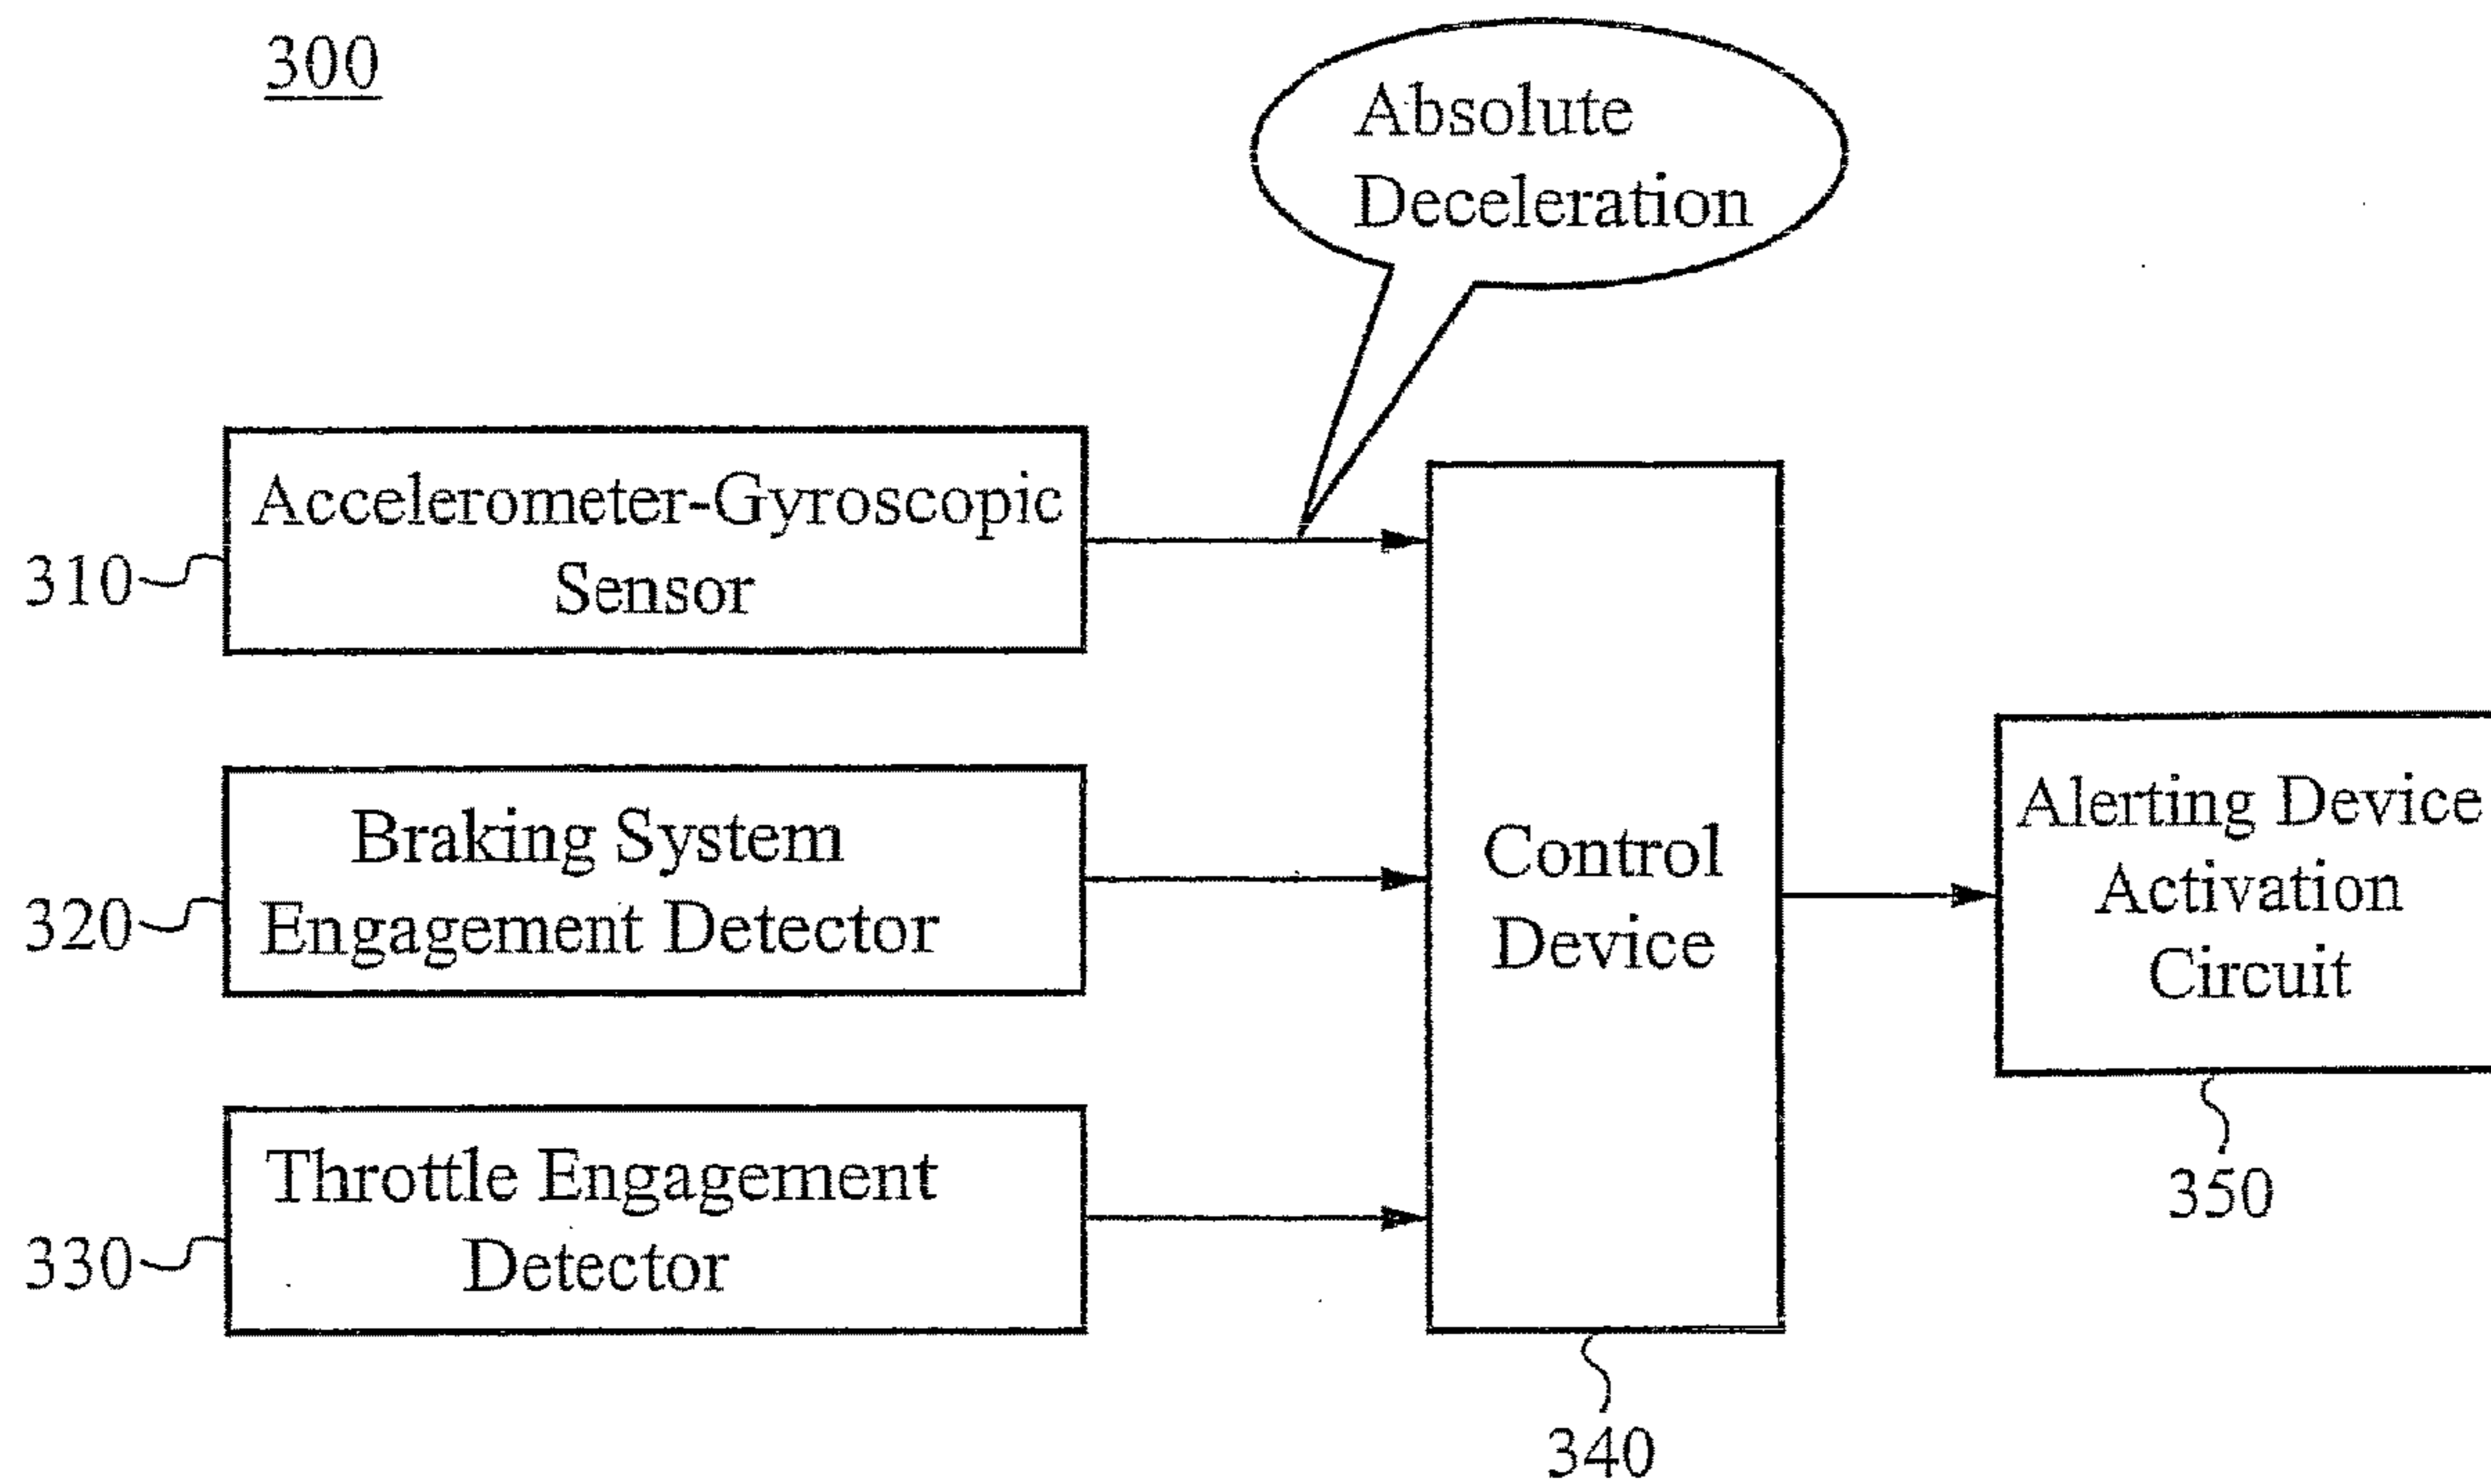 300
Absolute
Deceleration
Accelerometer-Gyroscopic
Sensor
310
Braking System
Engagement Detector
320
Throttle Engagement
Detector
330
Control
Device
340
Alerting Device
Activation
Circuit
350